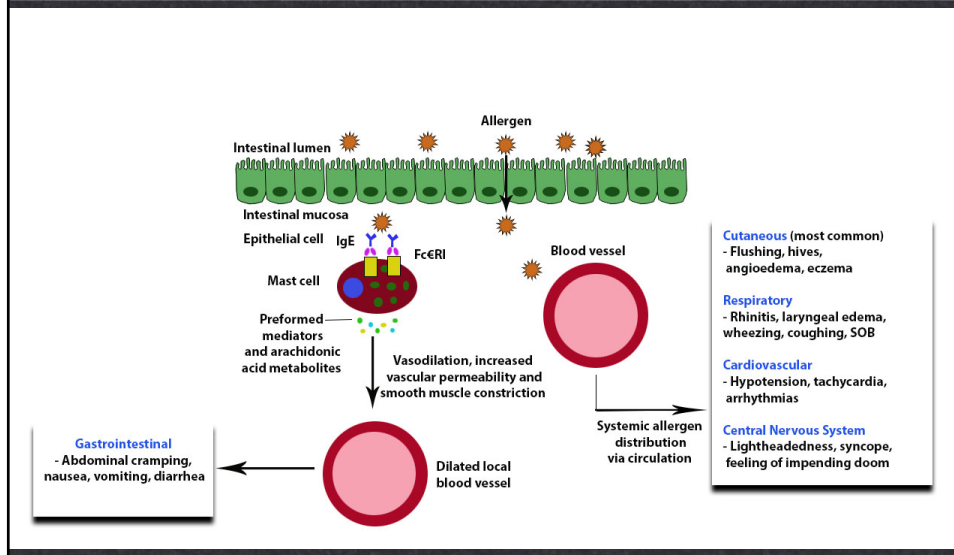 Allergen
Intestinal lumen
Intestinal mucosa
Epithelial cell
IgE
FcЄRI
Mast cell
Preformed
mediators
and arachidonic
acid metabolites
Vasodilation, increased
vascular permeability and
smooth muscle constriction
Dilated local
blood vessel
Gastrointestinal
- Abdominal cramping,
nausea, vomiting, diarrhea
Blood vessel
Systemic allergen
distribution
via circulation
Cutaneous (most common)
- Flushing, hives,
angioedema, eczema
Respiratory
- Rhinitis, laryngeal edema,
wheezing, coughing, SOB
Cardiovascular
- Hypotension, tachycardia,
arrhythmias
Central Nervous System
- Lightheadedness, syncope,
feeling of impending doom